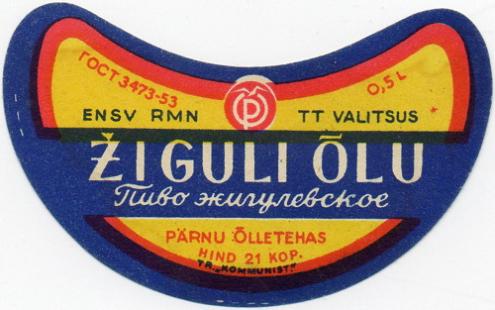 ГОСТ 3473-53
0,5 L
ENSV RMN TT VALITSUS
ŽIGULI ÕLU
Пиво жигулевское
PÄRNU ÕLLETEHAS
HIND 21 KOP.
TR. „KOMMUNIST."